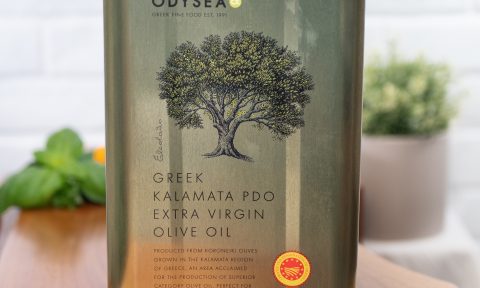 ODYSEA
GREEK FINE FOOD EST. 1991
GREEK
KALAMATA PDO
EXTRA VIRGIN
OLIVE OIL
PRODUCED FROM KORONEIKI OLIVES
GROWN IN THE KALAMATA REGION
OF GREECE, AN AREA ACCLAIMED
FOR THE PRODUCTION OF SUPERIOR
CATEGORY OLIVE OIL. PERFECT FOR